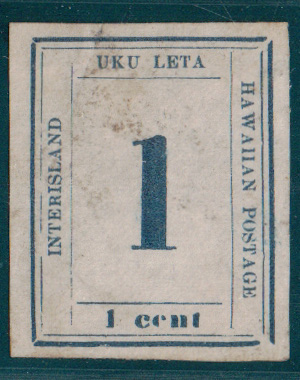 UKU LETA
INTERISLAND
1
HAWAIIAN POSTAGE
1 cent